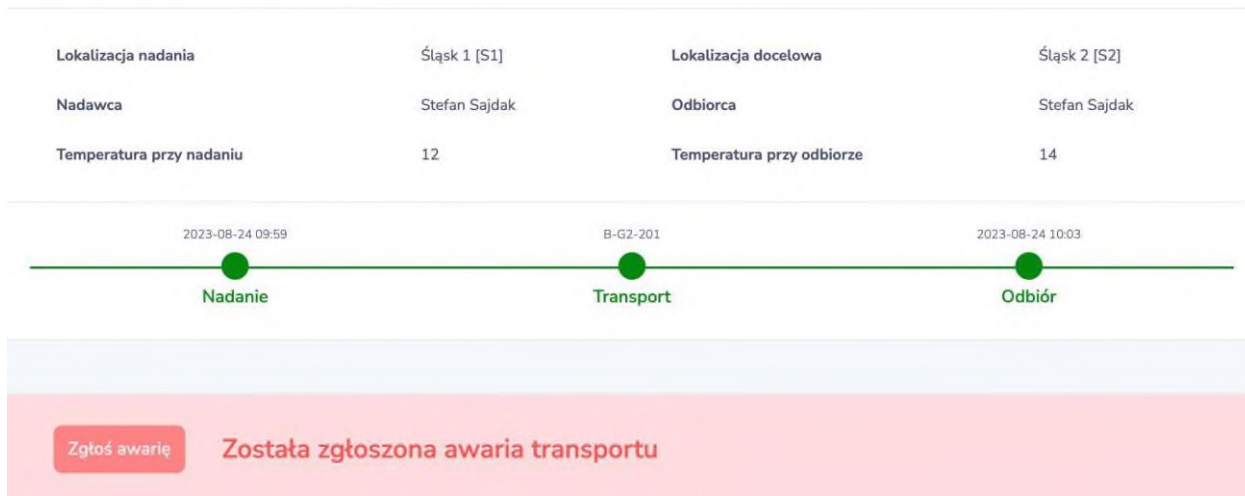 Lokalizacja nadania Śląsk 1 [S1] Lokalizacja docelowa Śląsk 2 [S2]
Nadawca Stefan Sajdak Odbiorca Stefan Sajdak
Temperatura przy nadaniu 12 Temperatura przy odbiorze 14
2023-08-24 09:59 B-G2-201 2023-08-24 10:03
Nadanie Transport Odbiór
Zgłoś awarię Została zgłoszona awaria transportu